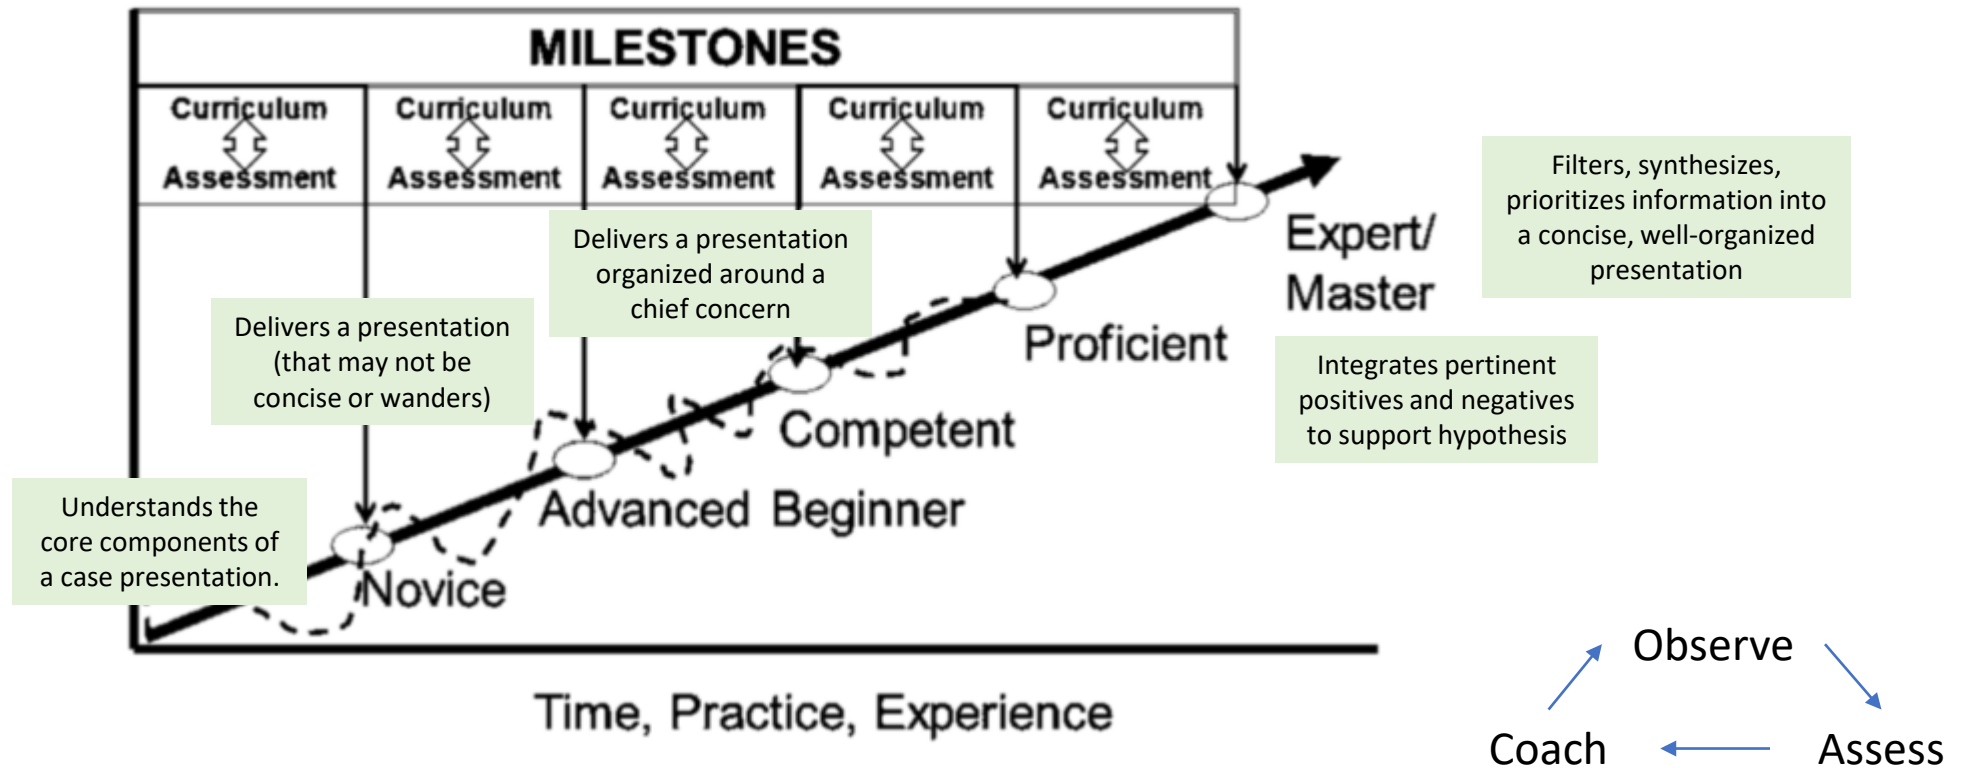 MILESTONES
Curriculum
Assessment
Curriculum
Assessment
Curriculum
Assessment
Curriculum
Assessment
Curriculum
Assessment
Filters, synthesizes,
prioritizes information into
a concise, well-organized
presentation
Expert/
Master
Delivers a presentation
organized around a
chief concern
Delivers a presentation
(that may not be
concise or wanders)
Proficient
Integrates pertinent
positives and negatives
to support hypothesis
Competent
Advanced Beginner
Understands the
core components of
a case presentation.
Novice
Time, Practice, Experience
Observe
Coach
Assess